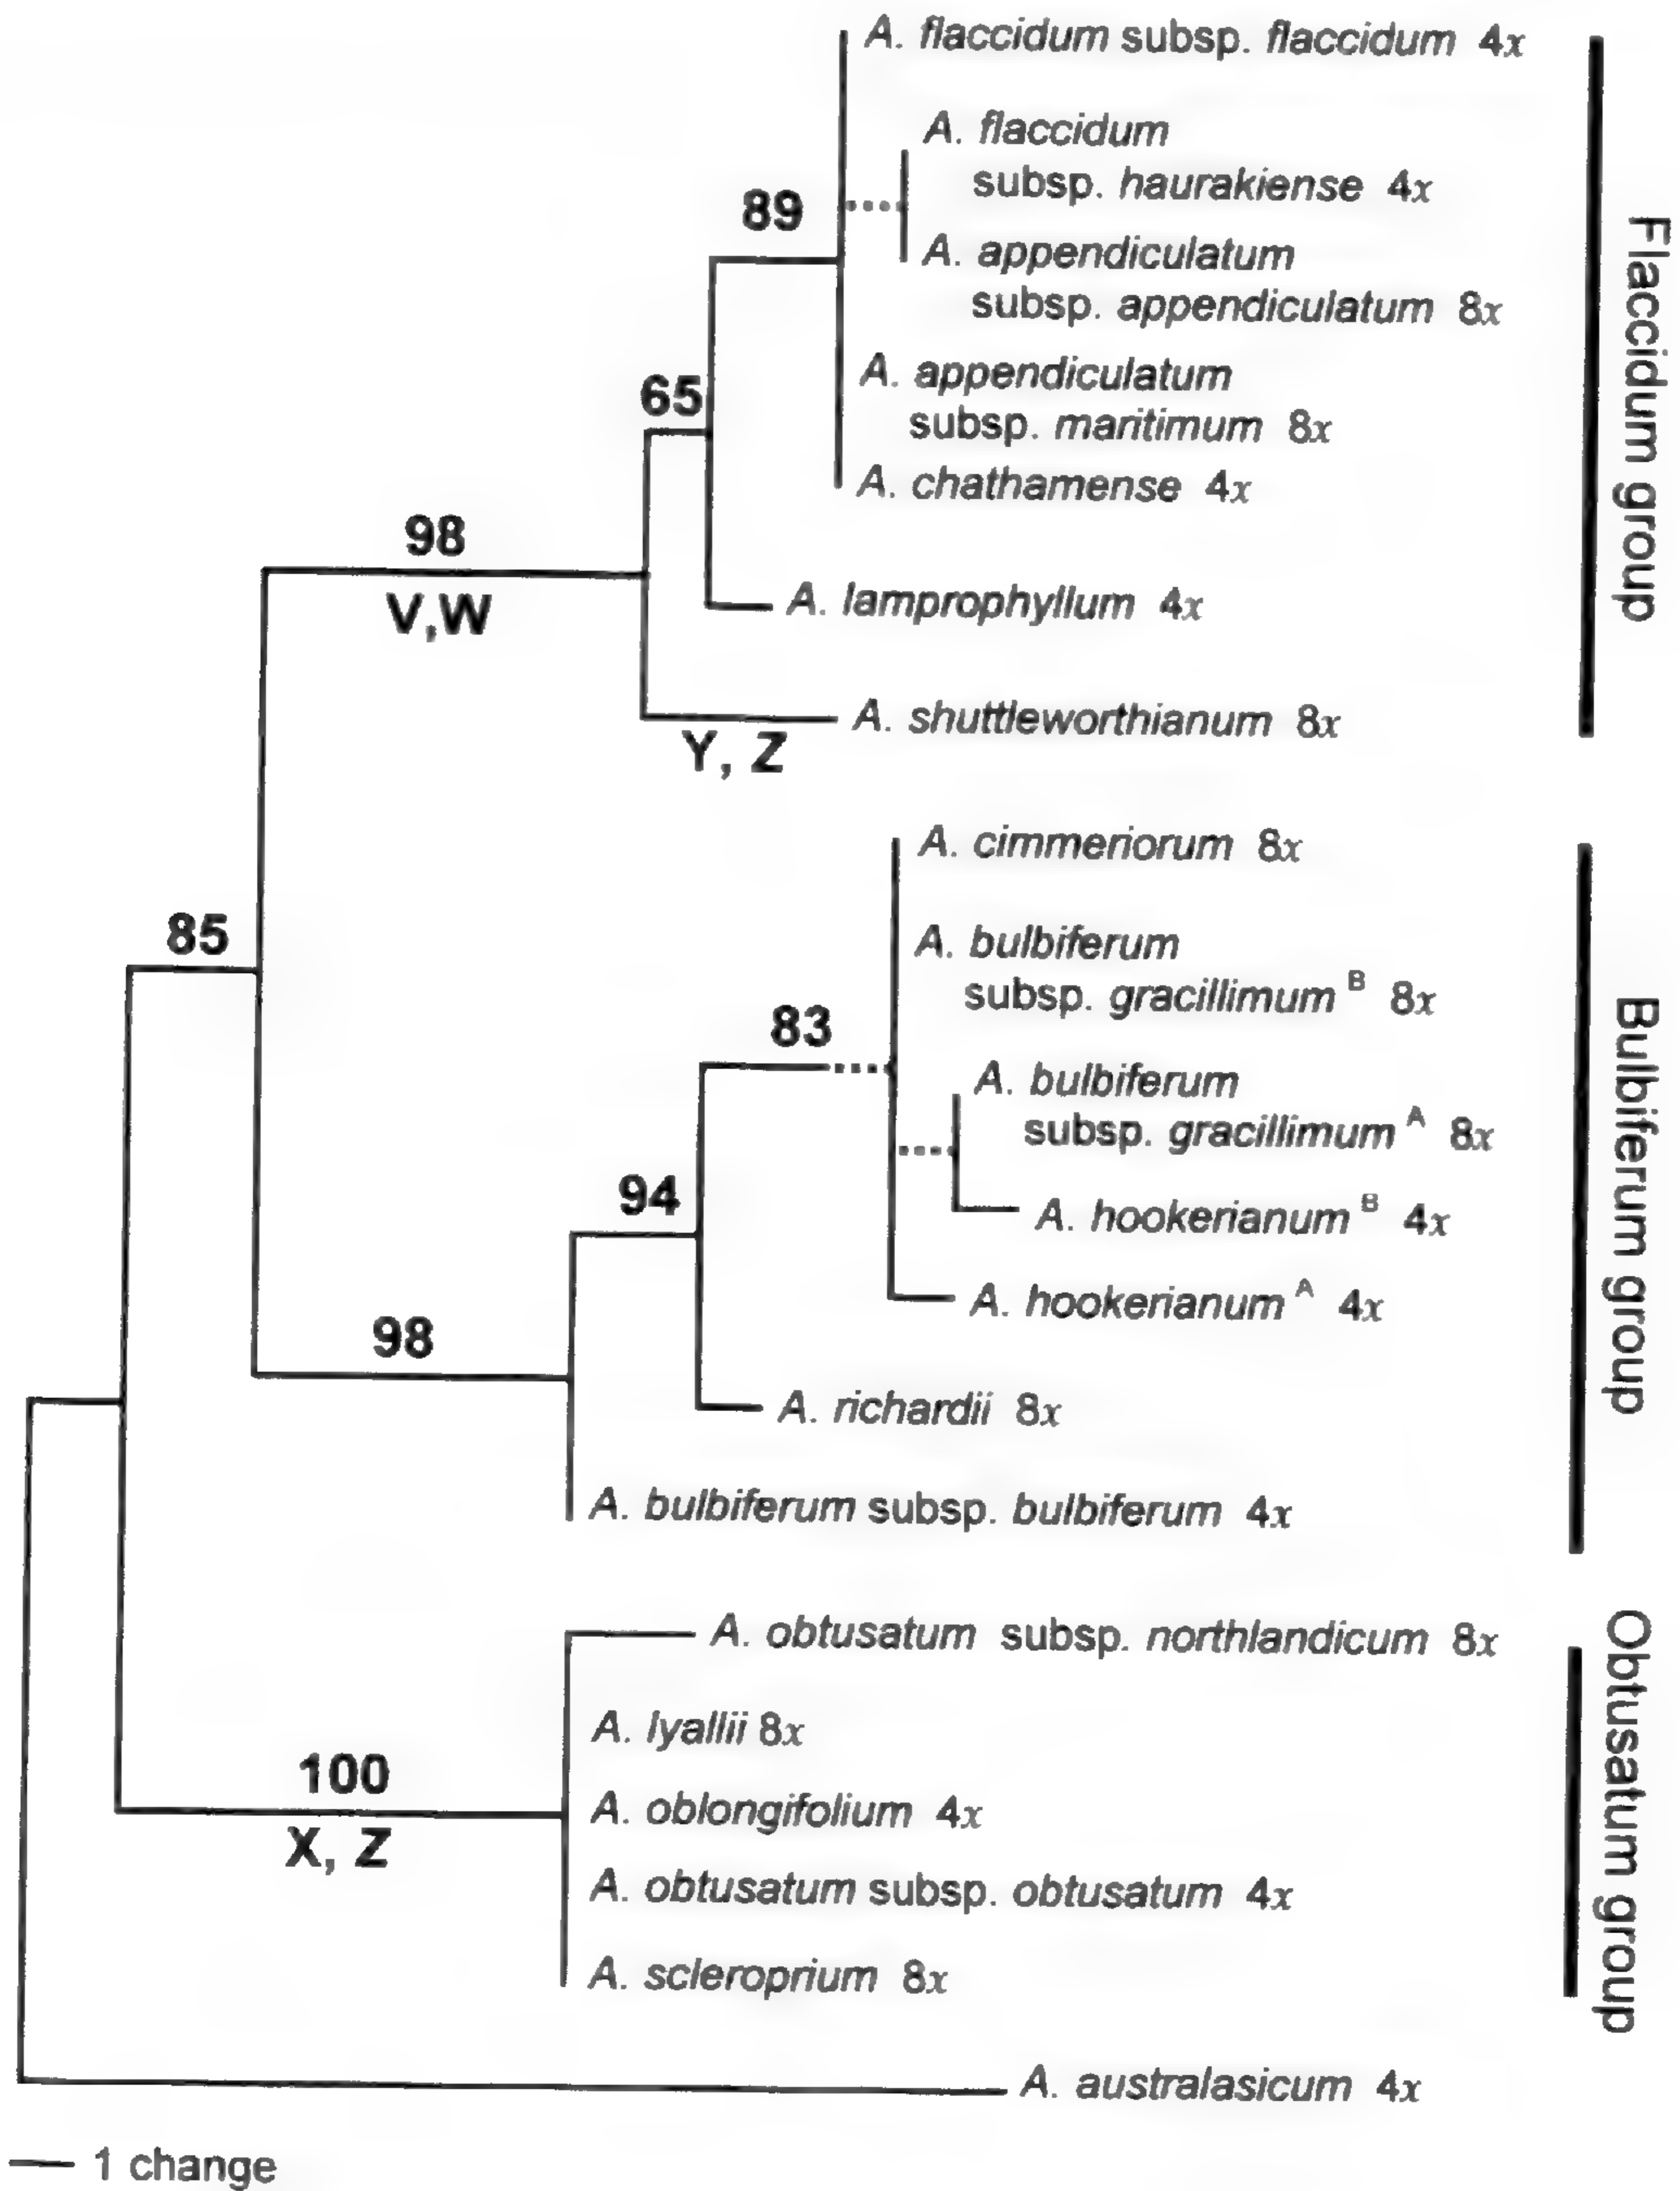 A. flaccidum subsp. flaccidum 4x
A. flaccidum
subsp. haurakiense 4x
89
A. appendiculatum
subsp. appendiculatum 8x
A. appendiculatum
65
subsp. maritimum 8x
A. chathamense 4x
Flaccidum group
98
V,W
A. lamprophyllum 4x
A. shuttleworthianum 8x
Y, Z
A. cimmeriorum 8x
85
A. bulbiferum
subsp. gracillimum B 8x
83
A. bulbiferum
subsp. gracillimum A 8x
94
A. hookerianum B 4x
A. hookerianum A 4x
Bulbiferum group
98
A. richardii 8x
A. bulbiferum subsp. bulbiferum 4x
A. obtusatum subsp. northlandicum 8x
A. lyallii 8x
100
X, Z
A. oblongifolium 4x
A. obtusatum subsp. obtusatum 4x
A. scleroprium 8x
Obtusatum group
A. australasicum 4x
1 change